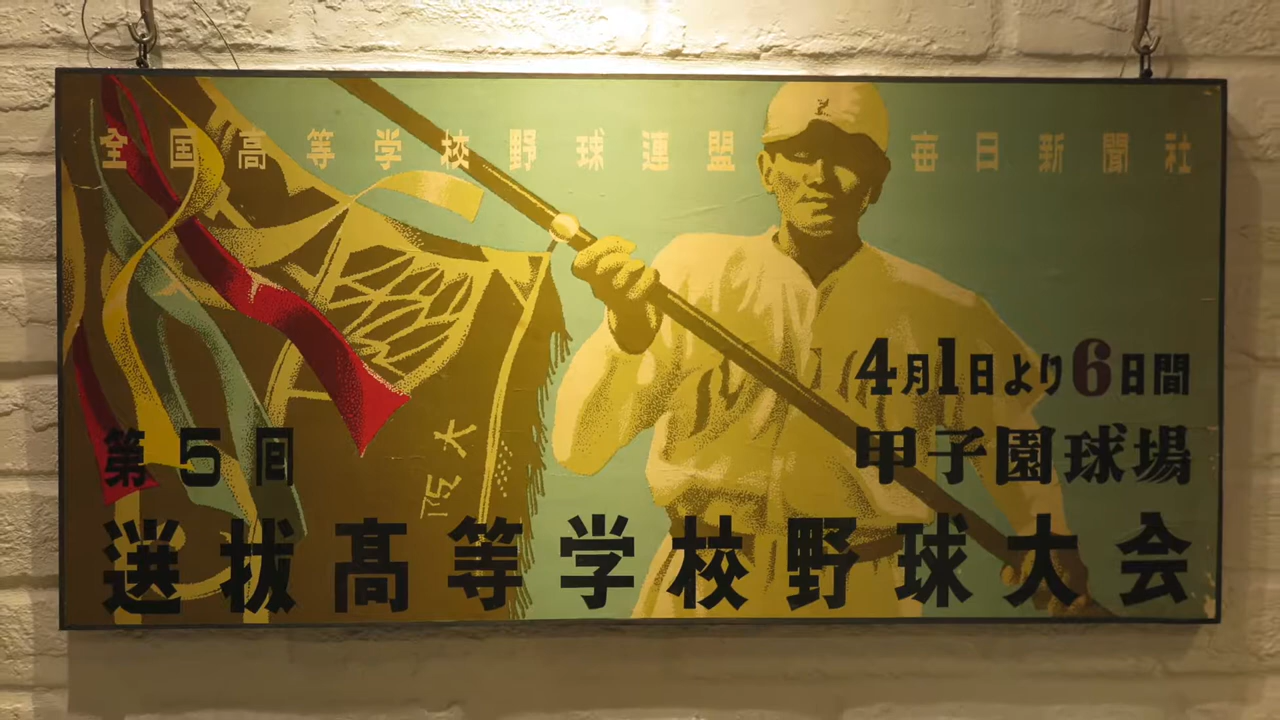 全国高等学校野球連盟 毎日新聞社
4月1日より6日間
甲子園球場
第5回
選抜高等学校野球大会
大
阪